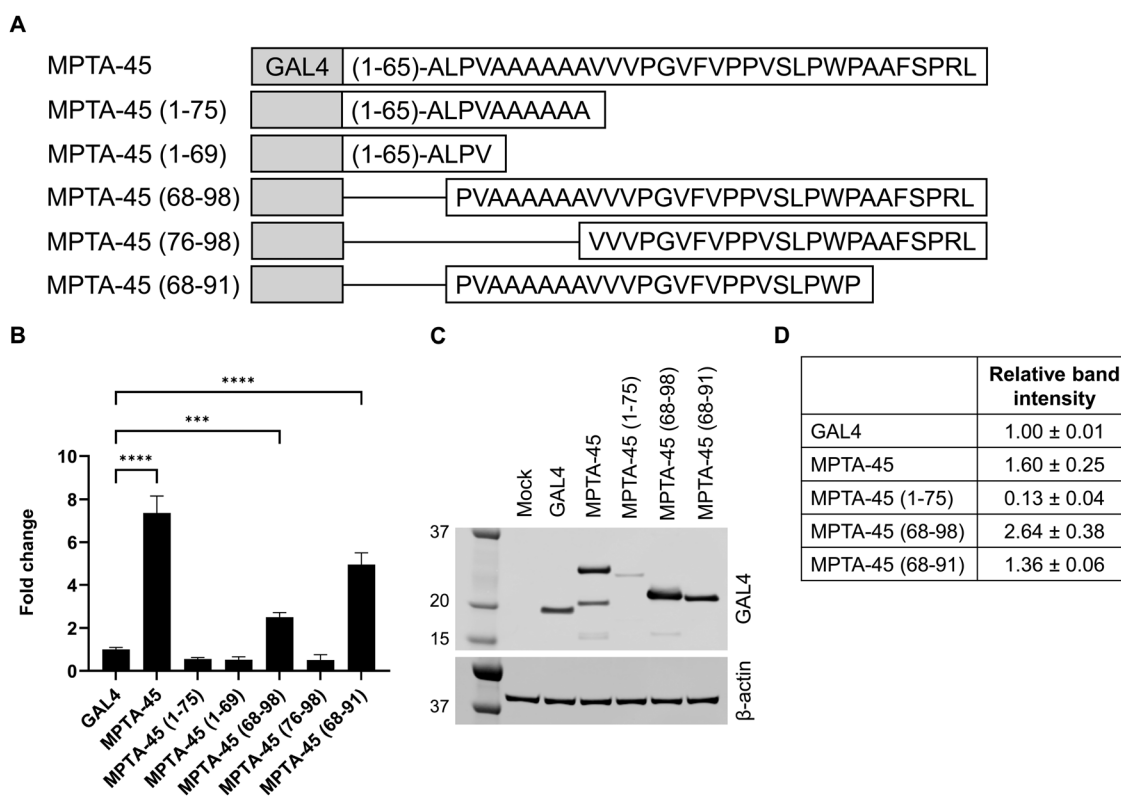 A
MPTA-45 GAL4 (1-65)-ALPVAAAAAAVVVPGVFVPPVSLPWPAAFSPRL
MPTA-45 (1-75) (1-65)-ALPVAAAAAA
MPTA-45 (1-69) (1-65)-ALPV
MPTA-45 (68-98) PVAAAAAAVVVPGVFVPPVSLPWPAAFSPRL
MPTA-45 (76-98) VVVPGVFVPPVSLPWPAAFSPRL
MPTA-45 (68-91) PVAAAAAAVVVPGVFVPPVSLPWP
B
****
***
****
Fold change
10
8
6
4
2
0
GAL4
MPTA-45
MPTA-45 (1-75)
MPTA-45 (1-69)
MPTA-45 (68-98)
MPTA-45 (76-98)
MPTA-45 (68-91)
C
Mock
GAL4
MPTA-45
MPTA-45 (1-75)
MPTA-45 (68-98)
MPTA-45 (68-91)
37
20
15
GAL4
37
β-actin
D
Relative band
intensity
GAL4 1.00 ± 0.01
MPTA-45 1.60 ± 0.25
MPTA-45 (1-75) 0.13 ± 0.04
MPTA-45 (68-98) 2.64 ± 0.38
MPTA-45 (68-91) 1.36 ± 0.06